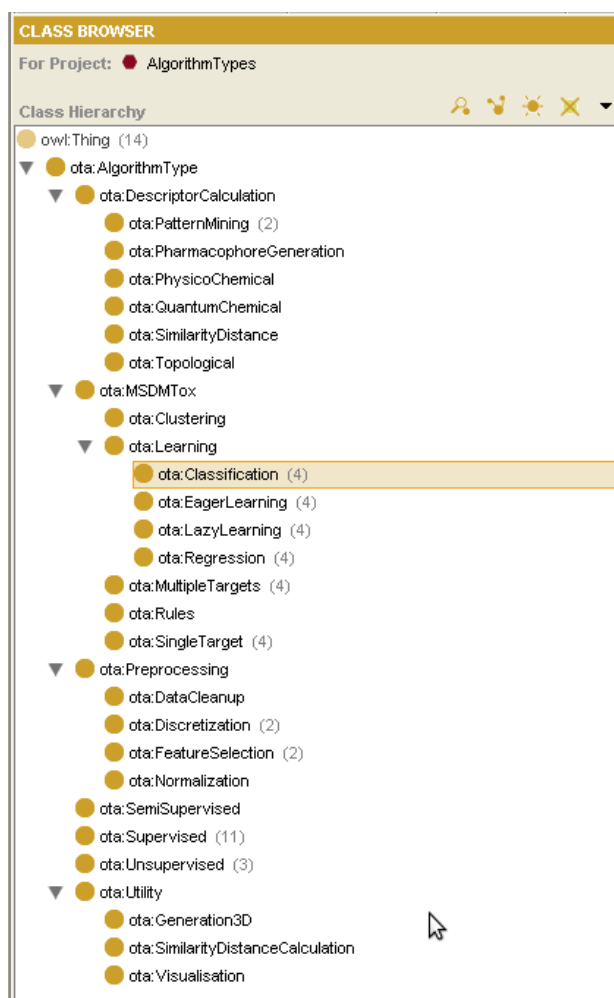 CLASS BROWSER
For Project: AlgorithmTypes
Class Hierarchy
owl:Thing (14)
ota:AlgorithmType
ota:DescriptorCalculation
ota:PatternMining (2)
ota:PharmacophoreGeneration
ota:PhysicoChemical
ota:QuantumChemical
ota:SimilarityDistance
ota:Topological
ota:MSDMTox
ota:Clustering
ota:Learning
ota:Classification (4)
ota:EagerLearning (4)
ota:LazyLearning (4)
ota:Regression (4)
ota:MultipleTargets (4)
ota:Rules
ota:SingleTarget (4)
ota:Preprocessing
ota:DataCleanup
ota:Discretization (2)
ota:FeatureSelection (2)
ota:Normalization
ota:SemiSupervised
ota:Supervised (11)
ota:Unsupervised (3)
ota:Utility
ota:Generation3D
ota:SimilarityDistanceCalculation
ota:Visualisation